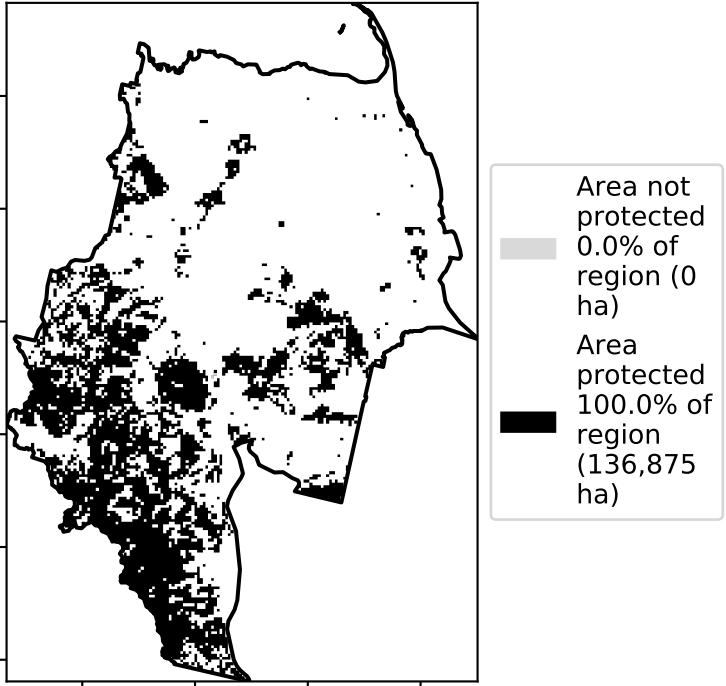 Area not
protected
0.0% of
region (0
ha)
Area
protected
100.0% of
region
(136,875
ha)